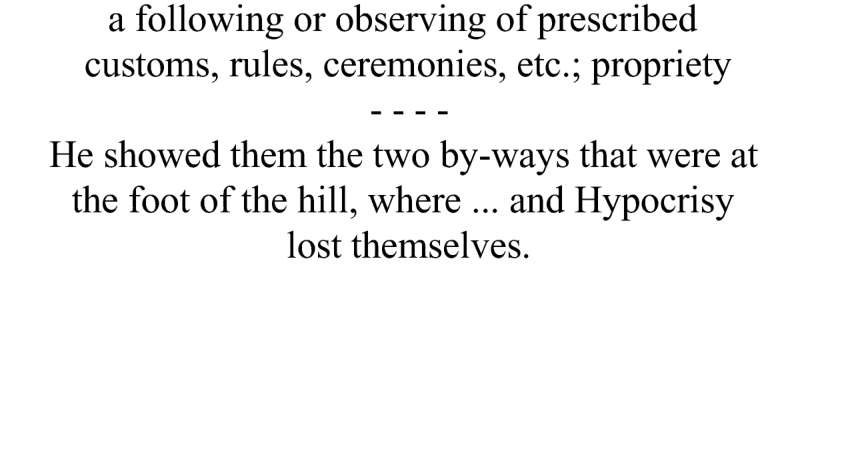 a following or observing of prescribed
customs, rules, ceremonies, etc.; propriety
- - - -
He showed them the two by-ways that were at
the foot of the hill, where ... and Hypocrisy
lost themselves.